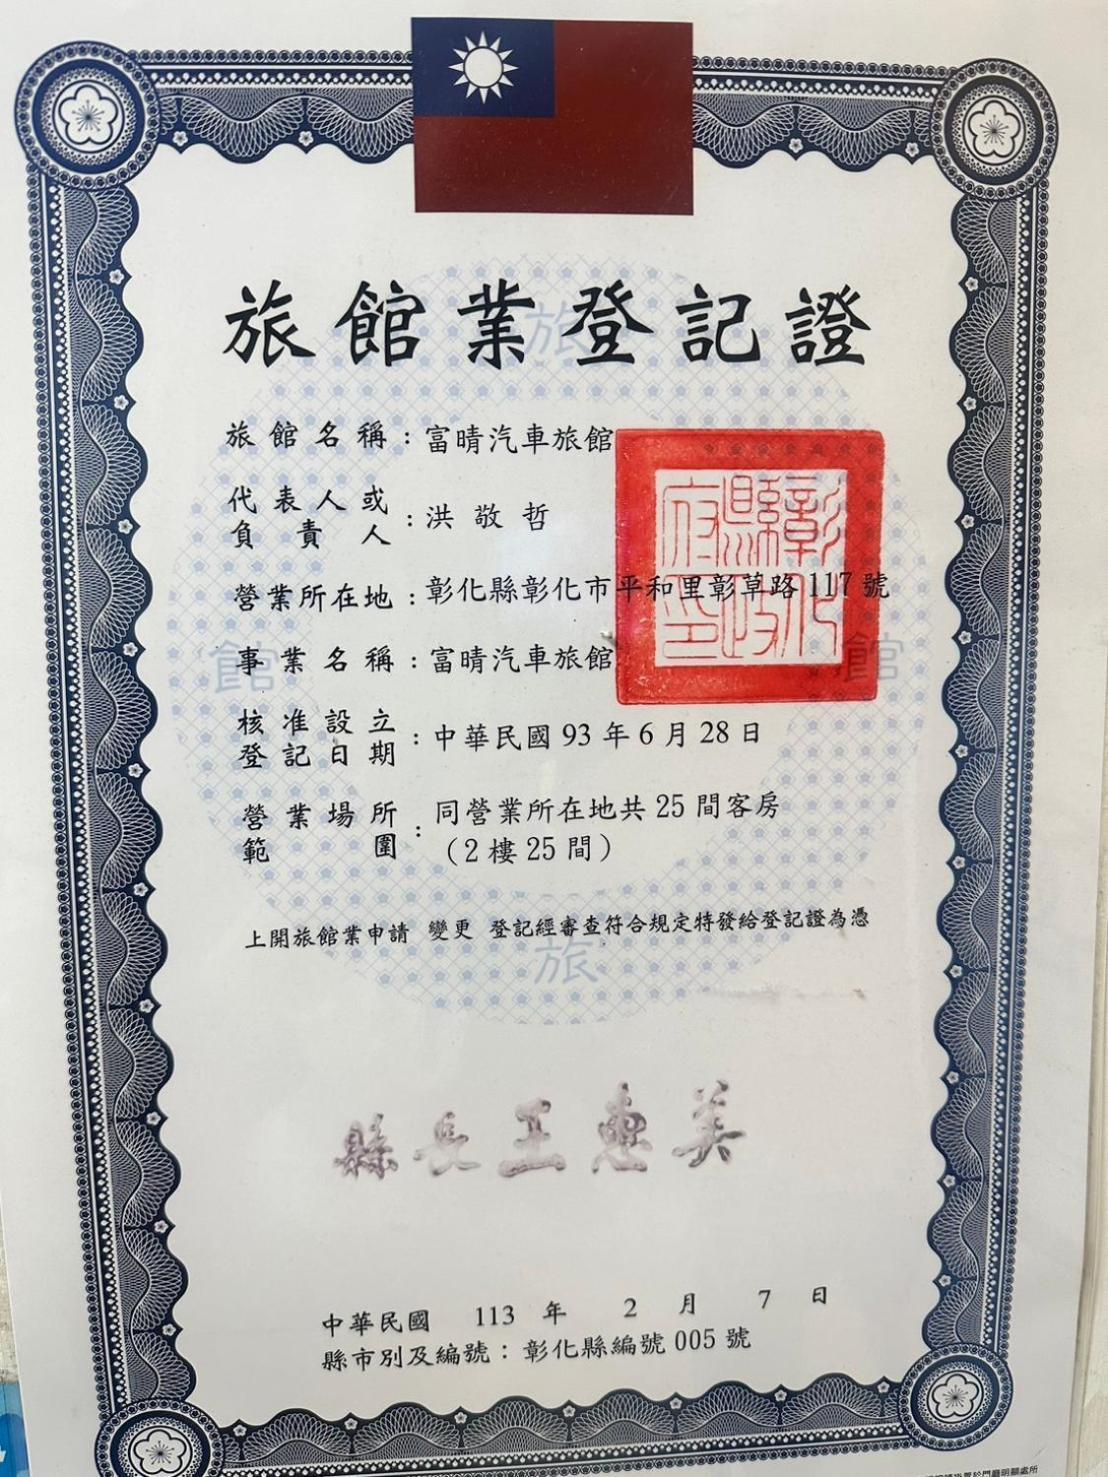 旅館業登記證
旅館名稱：富晴汽車旅館
代表人或負責人：洪敬哲
營業所在地：彰化縣彰化市平和里彰草路117號
事業名稱：富晴汽車旅館
核准設立登記日期：中華民國93年6月28日
營業場所範圍：同營業所在地共25間客房
（2樓25間）
上開旅館業申請 變更 登記經審查符合規定特發給登記證為憑
縣長王惠美
中華民國 113 年 2 月 7 日
縣市別及編號：彰化縣編號005號
彰化縣政府印
旅
館
館
旅